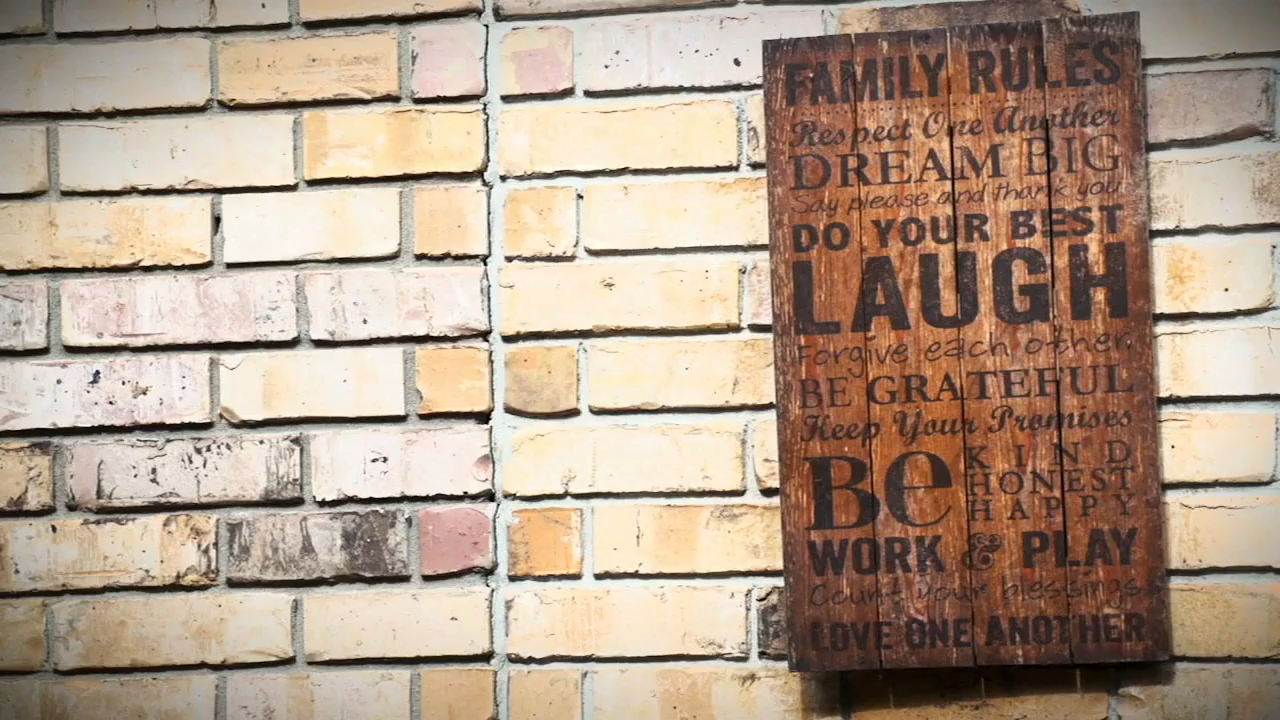 FAMILY RULES
Respect One Another
DREAM BIG
Say please and thank you
DO YOUR BEST
LAUGH
Forgive each other
BE GRATEFUL
Keep Your Promises
Be KIND
HONEST
HAPPY
WORK & PLAY
Count your blessings
LOVE ONE ANOTHER